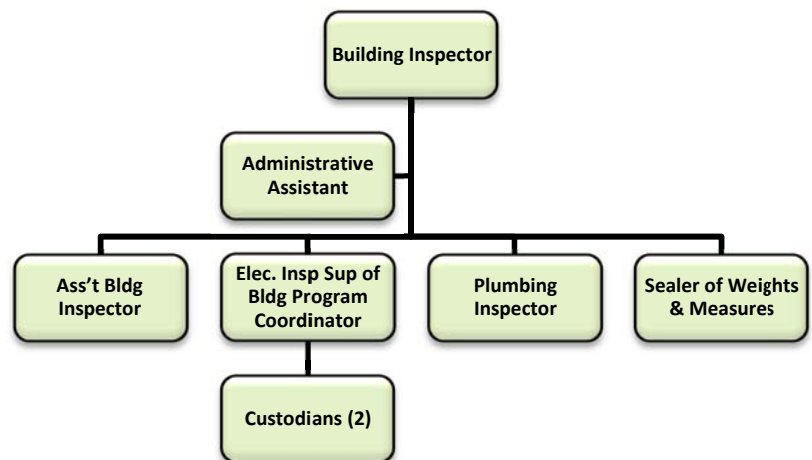 Building Inspector
Administrative
Assistant
Ass’t Bldg
Inspector
Elec. Insp Sup of
Bldg Program
Coordinator
Plumbing
Inspector
Sealer of Weights
& Measures
Custodians (2)